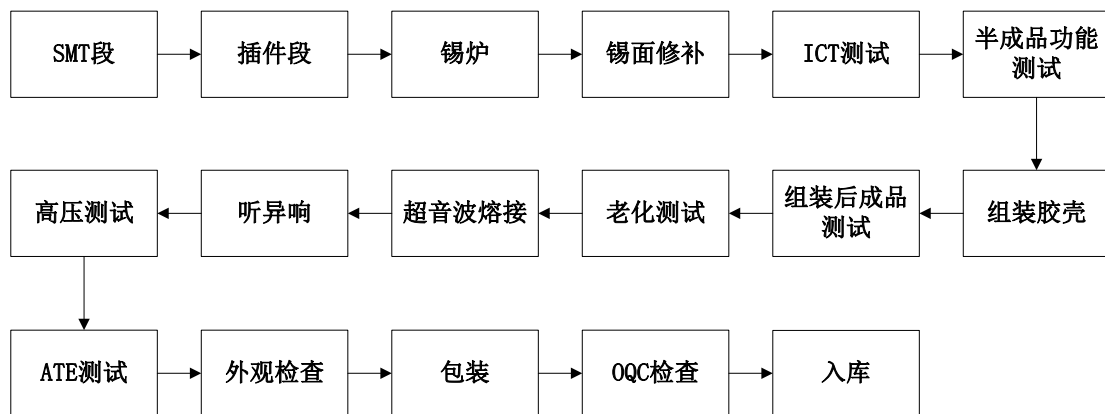 SMT段
插件段
锡炉
锡面修补
ICT测试
半成品功能
测试
组装胶壳
组装后成品
测试
老化测试
超音波熔接
听异响
高压测试
ATE测试
外观检查
包装
OQC检查
入库